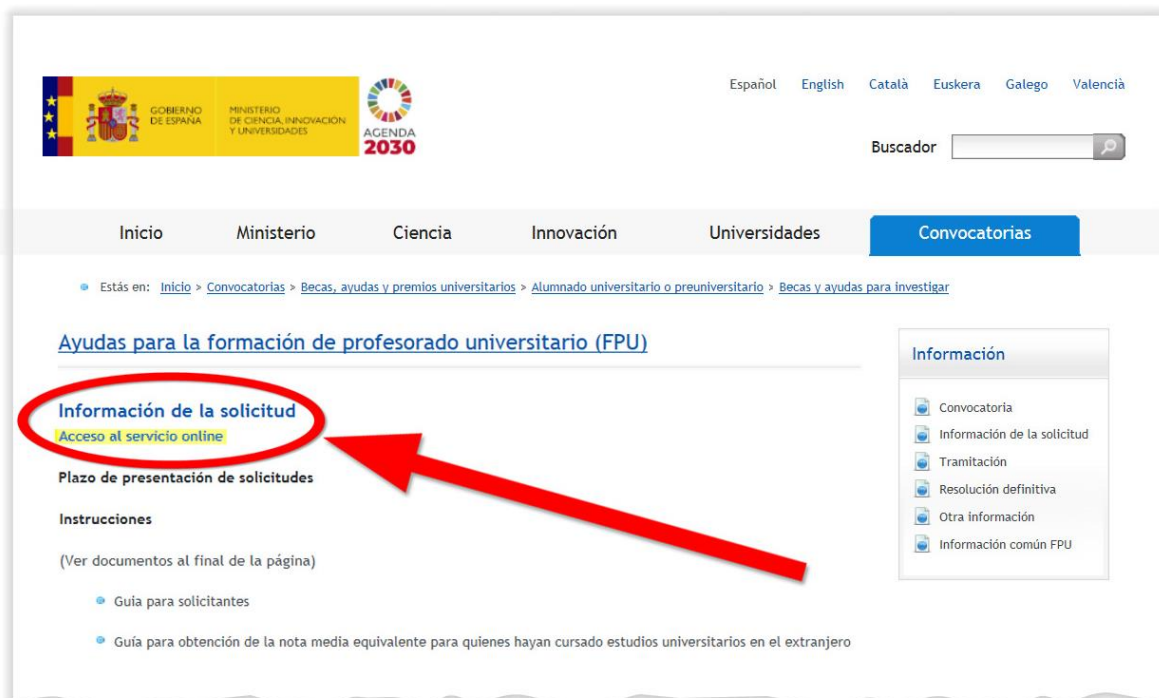 GOBIERNO
DE ESPAÑA
MINISTERIO
DE CIENCIA, INNOVACIÓN
Y UNIVERSIDADES
AGENDA
2030
Español English Català Euskera Galego Valencià
Buscador
Inicio Ministerio Ciencia Innovación Universidades Convocatorias
Estás en: Inicio > Convocatorias > Becas, ayudas y premios universitarios > Alumnado universitario o preuniversitario > Becas y ayudas para investigar
Ayudas para la formación de profesorado universitario (FPU)
Información de la solicitud
Acceso al servicio online
Plazo de presentación de solicitudes
Instrucciones
(Ver documentos al final de la página)
Guia para solicitantes
Guía para obtención de la nota media equivalente para quienes hayan cursado estudios universitarios en el extranjero
Información
Convocatoria
Información de la solicitud
Tramitación
Resolución definitiva
Otra información
Información común FPU